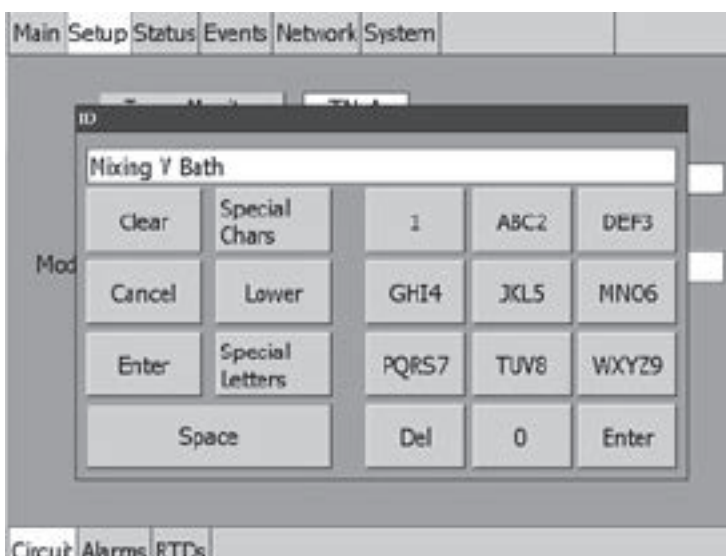 Main Setup Status Events Network System
ID
Mixing V Bath
Clear Special Chars 1 ABC2 DEF3
Mod
Cancel Lower GHI4 JKL5 MNO6
Enter Special Letters PQRS7 TUV8 WXYZ9
Space Del 0 Enter
Circuit Alarms RTDs